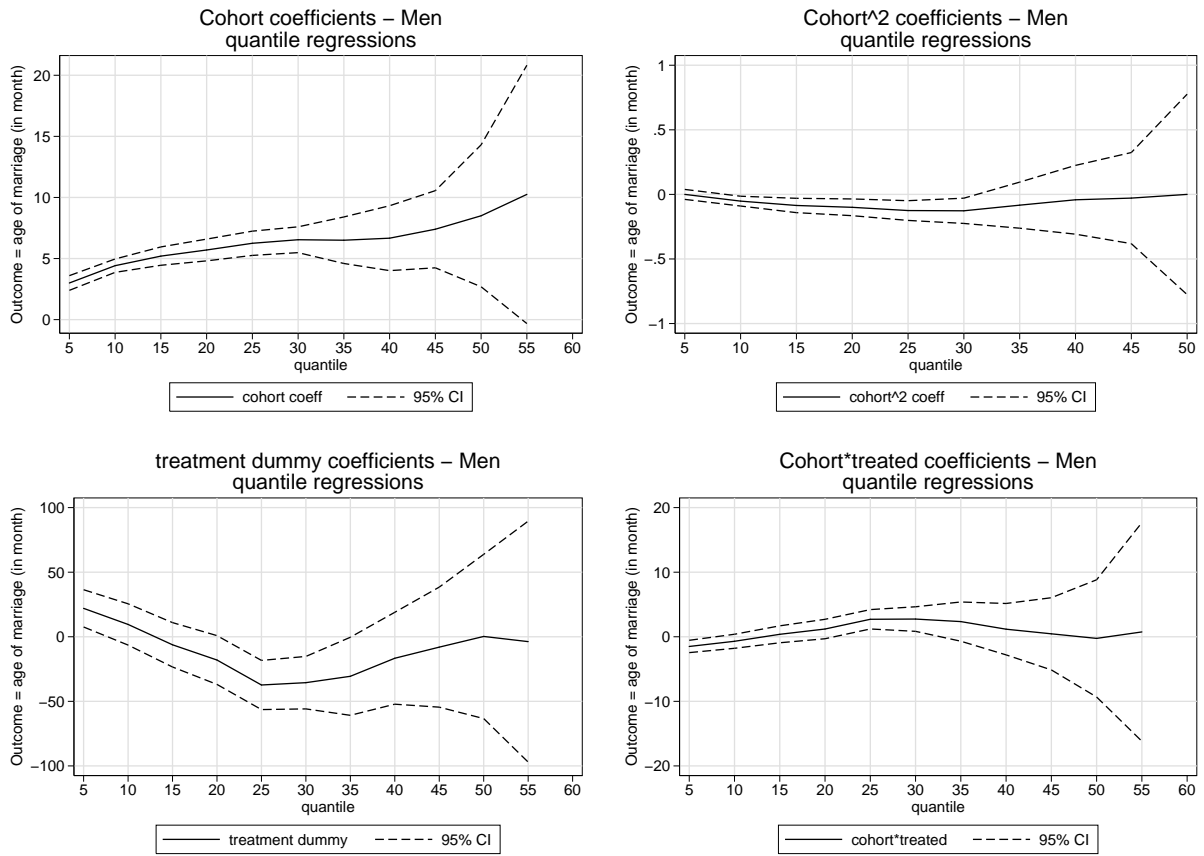 Cohort coefficients – Men
quantile regressions
Outcome = age of marriage (in month)
20
15
10
5
0
5 10 15 20 25 30 35 40 45 50 55 60
quantile
cohort coeff 95% CI
Cohort^2 coefficients – Men
quantile regressions
Outcome = age of marriage (in month)
1
.5
0
–.5
–1
5 10 15 20 25 30 35 40 45 50
quantile
cohort^2 coeff 95% CI
treatment dummy coefficients – Men
quantile regressions
Outcome = age of marriage (in month)
100
50
0
–50
–100
5 10 15 20 25 30 35 40 45 50 55 60
quantile
treatment dummy 95% CI
Cohort*treated coefficients – Men
quantile regressions
Outcome = age of marriage (in month)
20
10
0
–10
–20
5 10 15 20 25 30 35 40 45 50 55 60
quantile
cohort*treated 95% CI